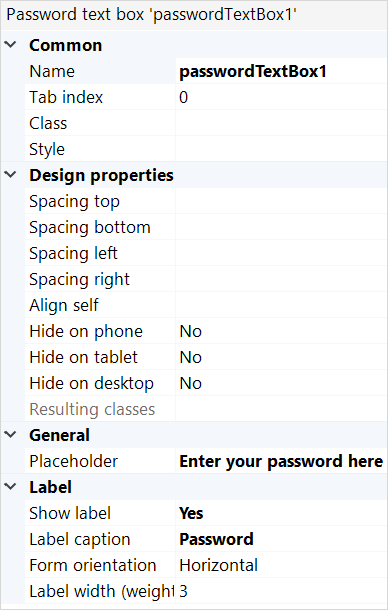 Password text box 'passwordTextBox1'
Common
Name passwordTextBox1
Tab index 0
Class
Style
Design properties
Spacing top
Spacing bottom
Spacing left
Spacing right
Align self
Hide on phone No
Hide on tablet No
Hide on desktop No
Resulting classes
General
Placeholder Enter your password here
Label
Show label Yes
Label caption Password
Form orientation Horizontal
Label width (weight 3